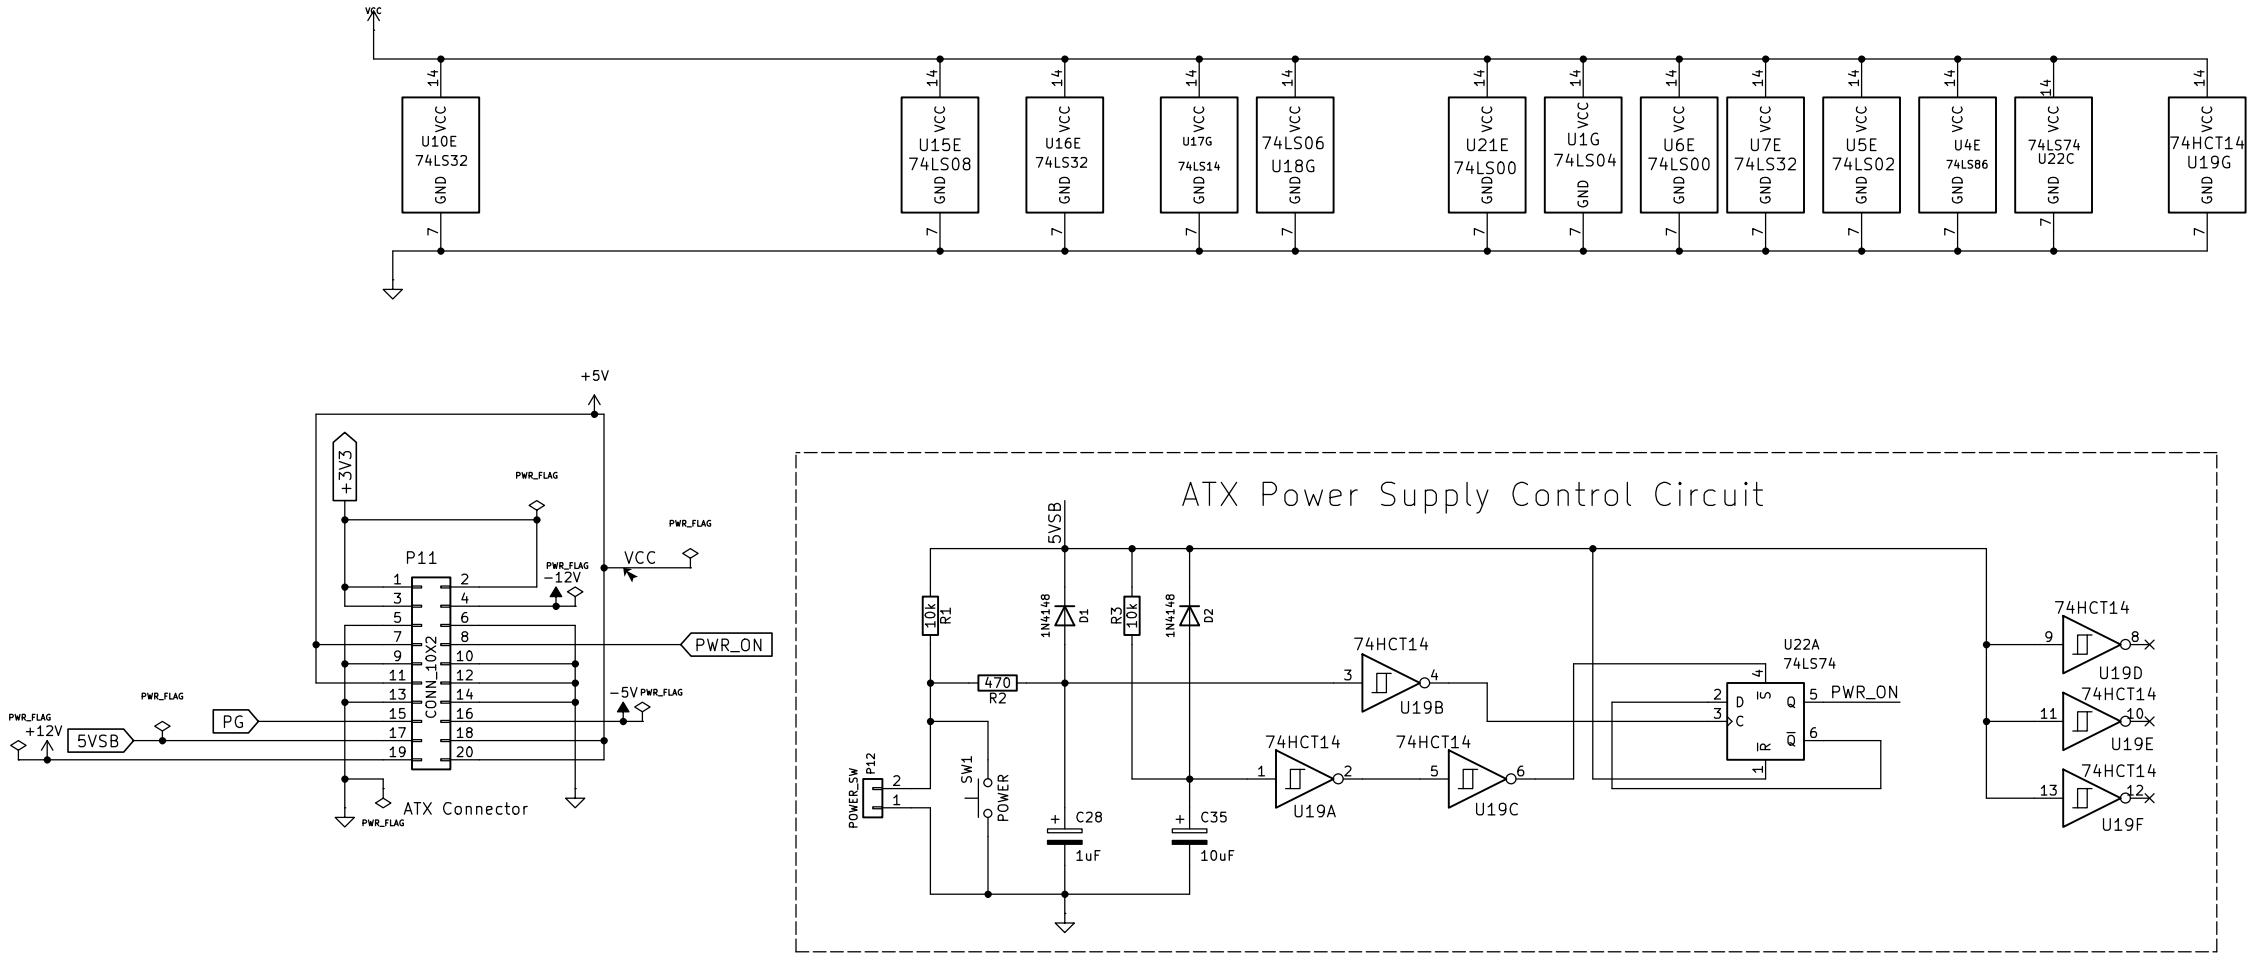 VCC
14 14 14 14 14 14 14 14 14 14 14 14 14
VCC VCC VCC VCC VCC VCC VCC VCC VCC VCC VCC VCC VCC
U10E
74LS32
U15E
74LS08
U16E
74LS32
U17G
74LS14
74LS06
U18G
U21E
74LS00
U1G
74LS04
U6E
74LS00
U7E
74LS32
U5E
74LS02
U4E
74LS86
74LS74
U22C
74HCT14
U19G
GND GND GND GND GND GND GND GND GND GND GND GND GND
7 7 7 7 7 7 7 7 7 7 7 7 7
+5V
+3V3
PWR_FLAG
PWR_FLAG
VCC
P11
PWR_FLAG
-12V
1 2
3 4
5 6
7 8
9 10
11 12
13 14
15 16
17 18
19 20
CONN_10X2
PWR_ON
-5V PWR_FLAG
PWR_FLAG
PG
PWR_FLAG
+12V
5VSB
ATX Connector
PWR_FLAG
ATX Power Supply Control Circuit
5VSB
10k
R1
1N4148
D1
R3
10k
1N4148
D2
470
R2
74HCT14
3 4
U19B
74HCT14
1 2
U19A
74HCT14
5 6
U19C
U22A
74LS74
4
S
2 D Q 5 PWR_ON
3 C
R Q 6
1
74HCT14
9 8
U19D
74HCT14
11 10
U19E
74HCT14
13 12
U19F
POWER_SW
P12
2
1
SW1
POWER
+ C28
1uF
+ C35
10uF